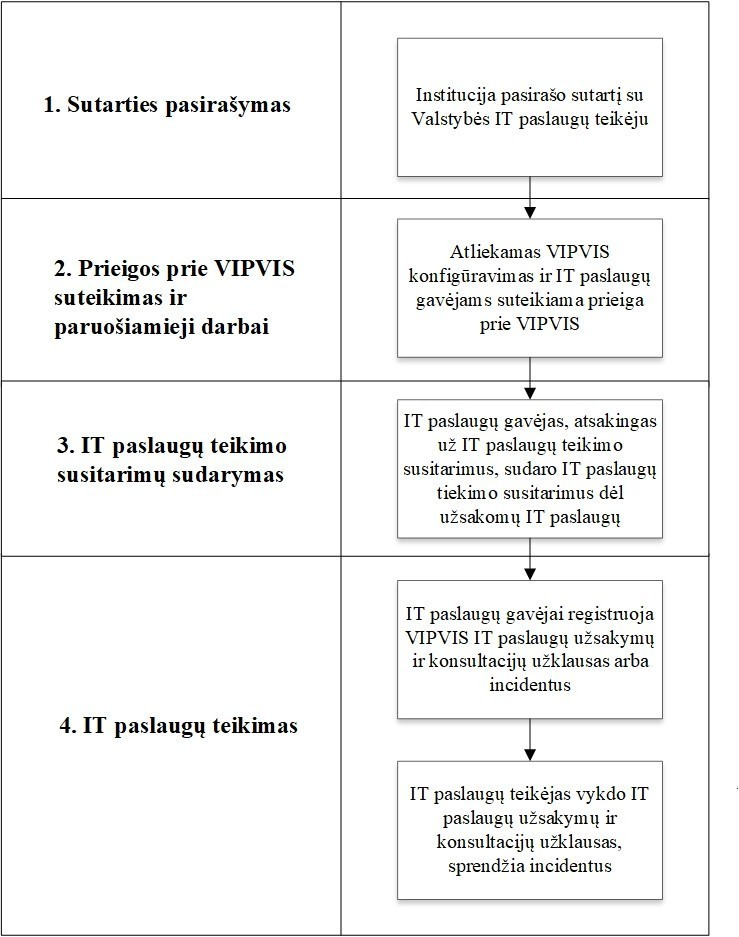 1. Sutarties pasirašymas
Institucija pasirašo sutartį su
Valstybės IT paslaugų teikėju
2. Prieigos prie VIPVIS
suteikimas ir
paruošiamieji darbai
Atliekamas VIPVIS
konfigūravimas ir IT paslaugų
gavėjams suteikiama prieiga
prie VIPVIS
3. IT paslaugų teikimo
susitarimų sudarymas
IT paslaugų gavėjas, atsakingas
už IT paslaugų teikimo
susitarimus, sudaro IT paslaugų
tiekimo susitarimus dėl
užsakomų IT paslaugų
4. IT paslaugų teikimas
IT paslaugų gavėjai registruoja
VIPVIS IT paslaugų užsakymų
ir konsultacijų užklausas arba
incidentus
IT paslaugų teikėjas vykdo IT
paslaugų užsakymų ir
konsultacijų užklausas,
sprendžia incidentus